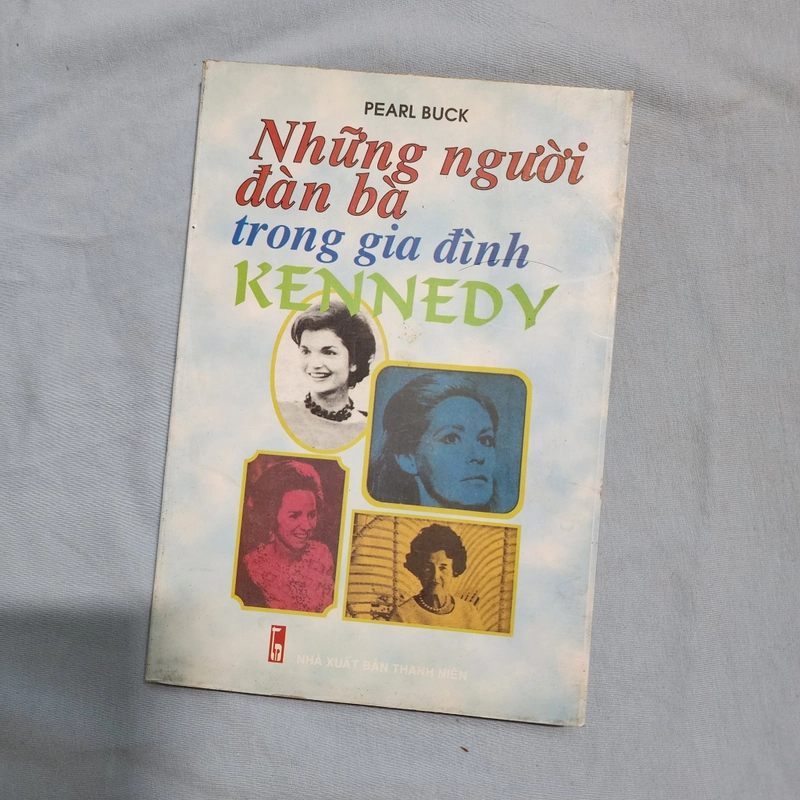 PEARL BUCK
Những người
đàn bà
trong gia đình
KENNEDY
NHÀ XUẤT BẢN THANH NIÊN